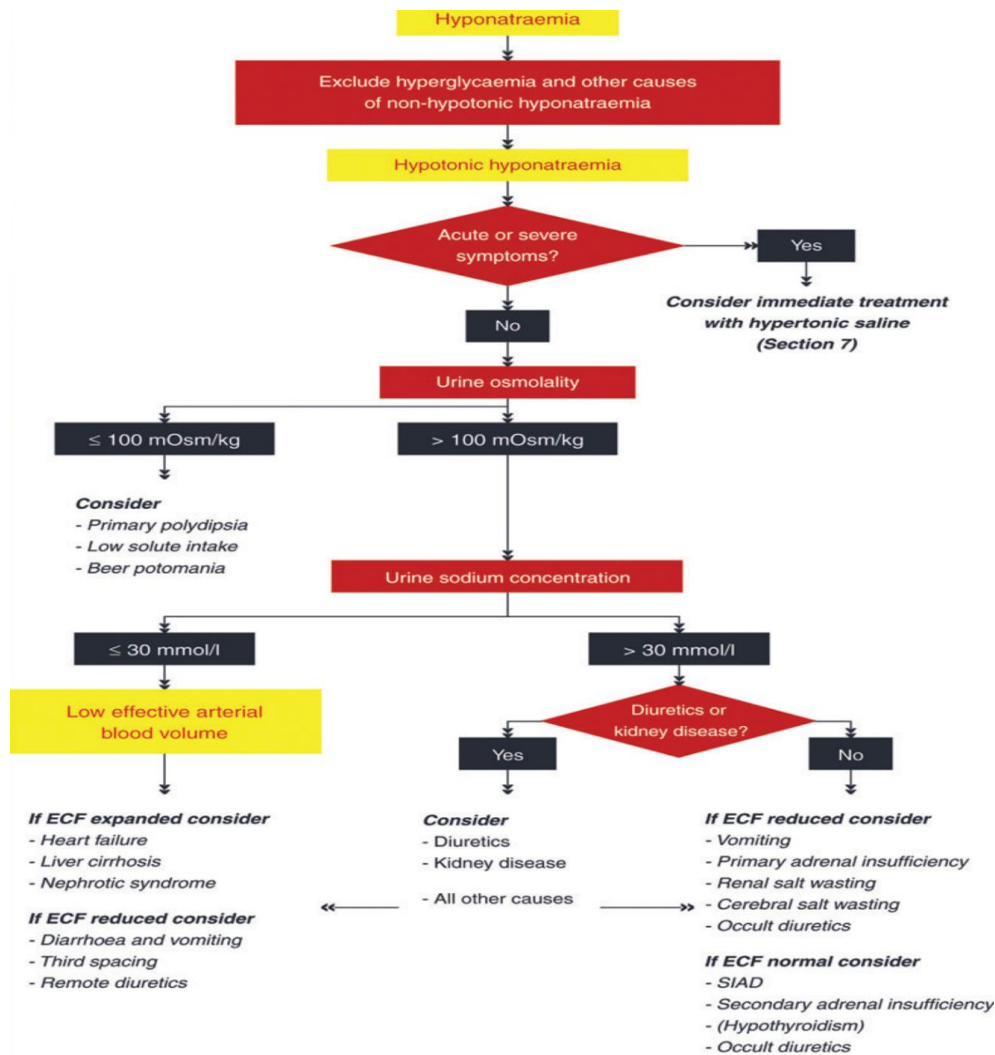 Hyponatraemia
Exclude hyperglycaemia and other causes
of non-hypotonic hyponatraemia
Hypotonic hyponatraemia
Acute or severe
symptoms?
Yes
Consider immediate treatment
with hypertonic saline
(Section 7)
No
Urine osmolality
≤ 100 mOsm/kg
> 100 mOsm/kg
Consider
- Primary polydipsia
- Low solute intake
- Beer potomania
Urine sodium concentration
≤ 30 mmol/l
> 30 mmol/l
Low effective arterial
blood volume
Diuretics or
kidney disease?
Yes
No
If ECF expanded consider
- Heart failure
- Liver cirrhosis
- Nephrotic syndrome
If ECF reduced consider
- Diarrhoea and vomiting
- Third spacing
- Remote diuretics
Consider
- Diuretics
- Kidney disease
- All other causes
If ECF reduced consider
- Vomiting
- Primary adrenal insufficiency
- Renal salt wasting
- Cerebral salt wasting
- Occult diuretics
If ECF normal consider
- SIAD
- Secondary adrenal insufficiency
- (Hypothyroidism)
- Occult diuretics